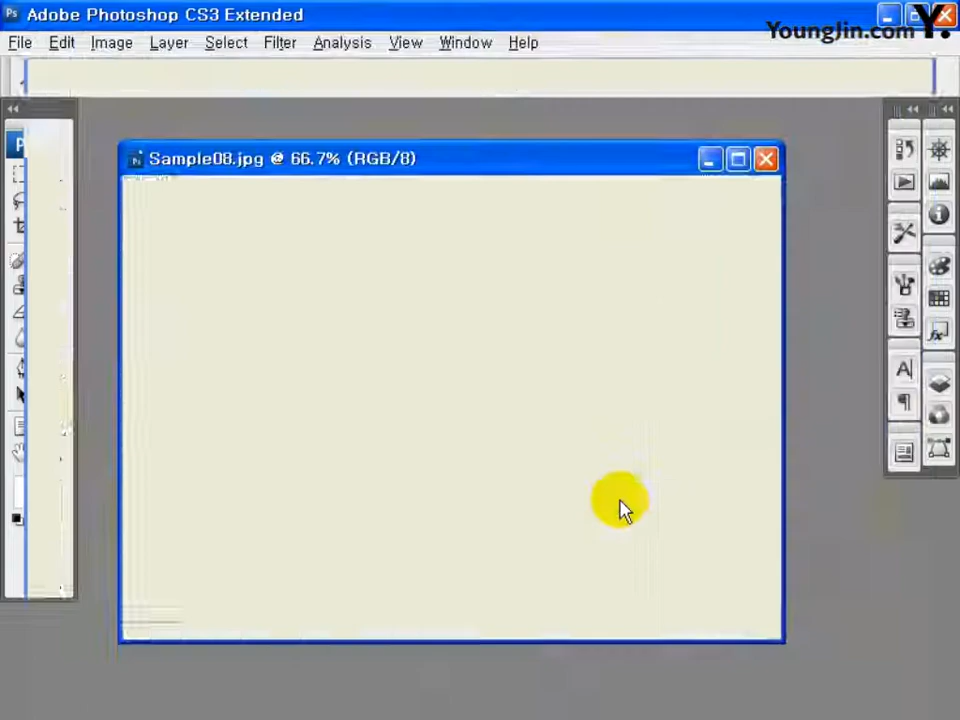 Adobe Photoshop CS3 Extended
YoungJin.com Y.
File Edit Image Layer Select Filter Analysis View Window Help
Sample08.jpg @ 66.7% (RGB/8)